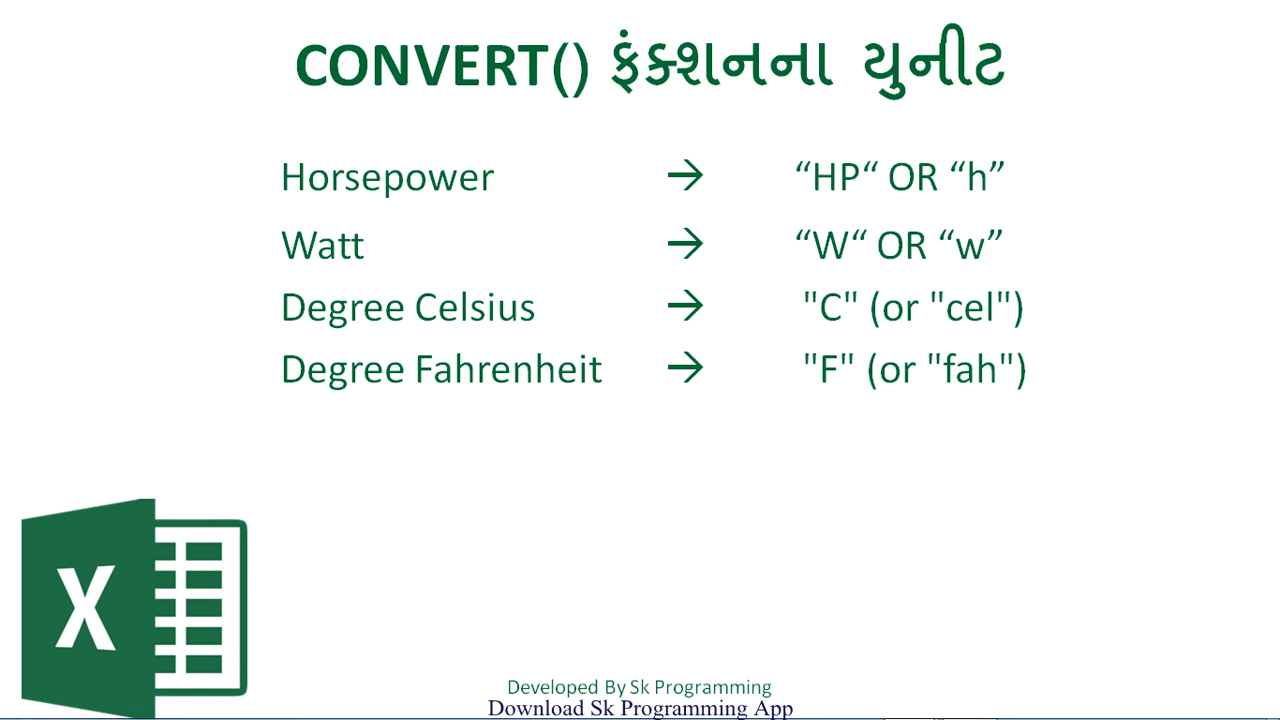 CONVERT() ફંક્શનના યુનીટ
Horsepower → “HP“ OR “h”
Watt → “W“ OR “w”
Degree Celsius → "C" (or "cel")
Degree Fahrenheit → "F" (or "fah")
X
Developed By Sk Programming
Download Sk Programming App